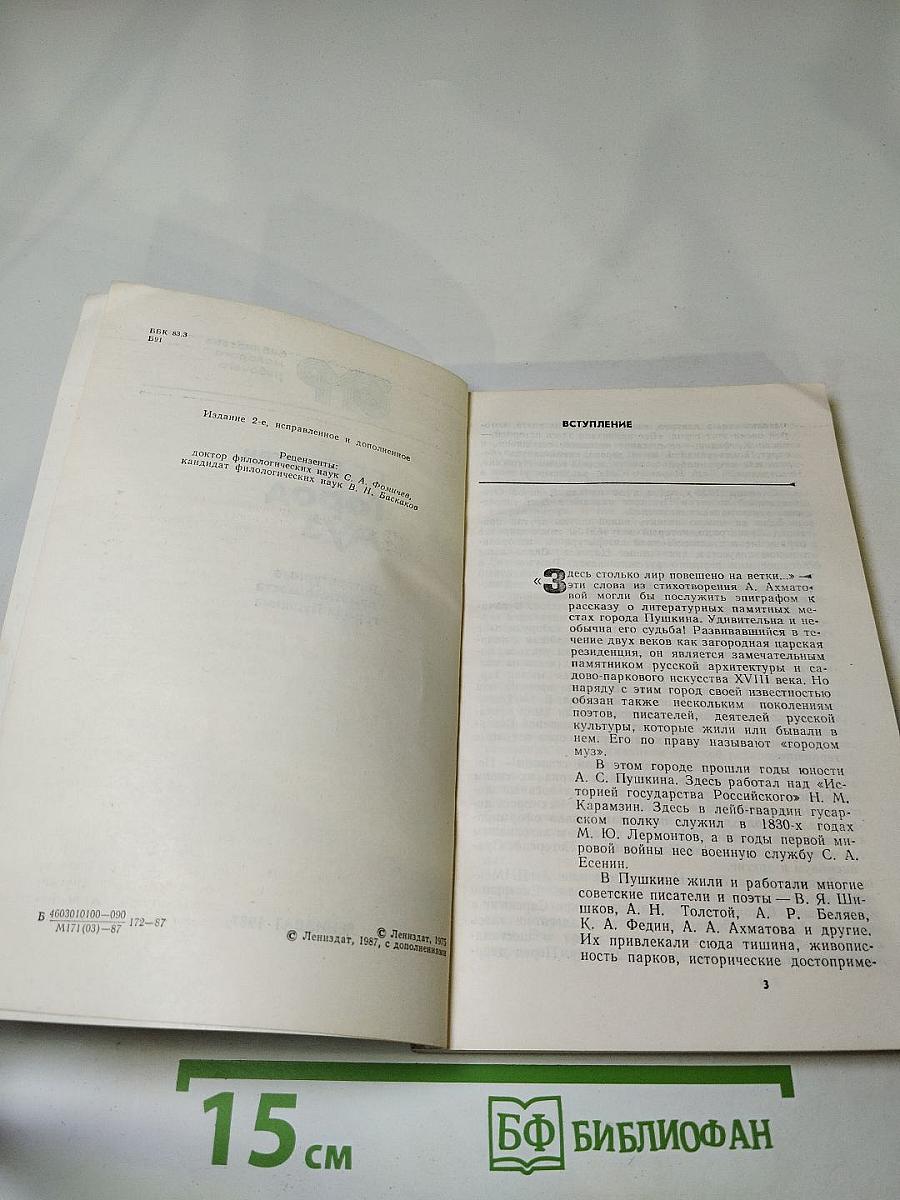 ББК 83.3
Б91
Издание 2-е, исправленное и дополненное
Рецензенты:
доктор филологических наук С. А. Фомичев,
кандидат филологических наук В. Н. Баскаков
Б 4603010100—090 172—87
М171(03)—87
© Лениздат, 1975
© Лениздат, 1987, с дополнениями
ВСТУПЛЕНИЕ
«Здесь столько лир повешено на ветки...» —
эти слова из стихотворения А. Ахмато-
вой могли бы послужить эпиграфом к
рассказу о литературных памятных ме-
стах города Пушкина. Удивительна и не-
обычна его судьба! Развивавшийся в те-
чение двух веков как загородная царская
резиденция, он является замечательным
памятником русской архитектуры и са-
дово-паркового искусства XVIII века. Но
наряду с этим город своей известностью
обязан также нескольким поколениям
поэтов, писателей, деятелей русской
культуры, которые жили или бывали в
нем. Его по праву называют «городом
муз».
В этом городе прошли годы юности
А. С. Пушкина. Здесь работал над «Ис-
торией государства Российского» Н. М.
Карамзин. Здесь в лейб-гвардии гусар-
ском полку служил в 1830-х годах
М. Ю. Лермонтов, а в годы первой ми-
ровой войны нес военную службу С. А.
Есенин.
В Пушкине жили и работали многие
советские писатели и поэты — В. Я. Ши-
шков, А. Н. Толстой, А. Р. Беляев,
К. А. Федин, А. А. Ахматова и другие.
Их привлекали сюда тишина, живопис-
ность парков, исторические достоприме-
3
15 см
БФ БИБЛИОФАН